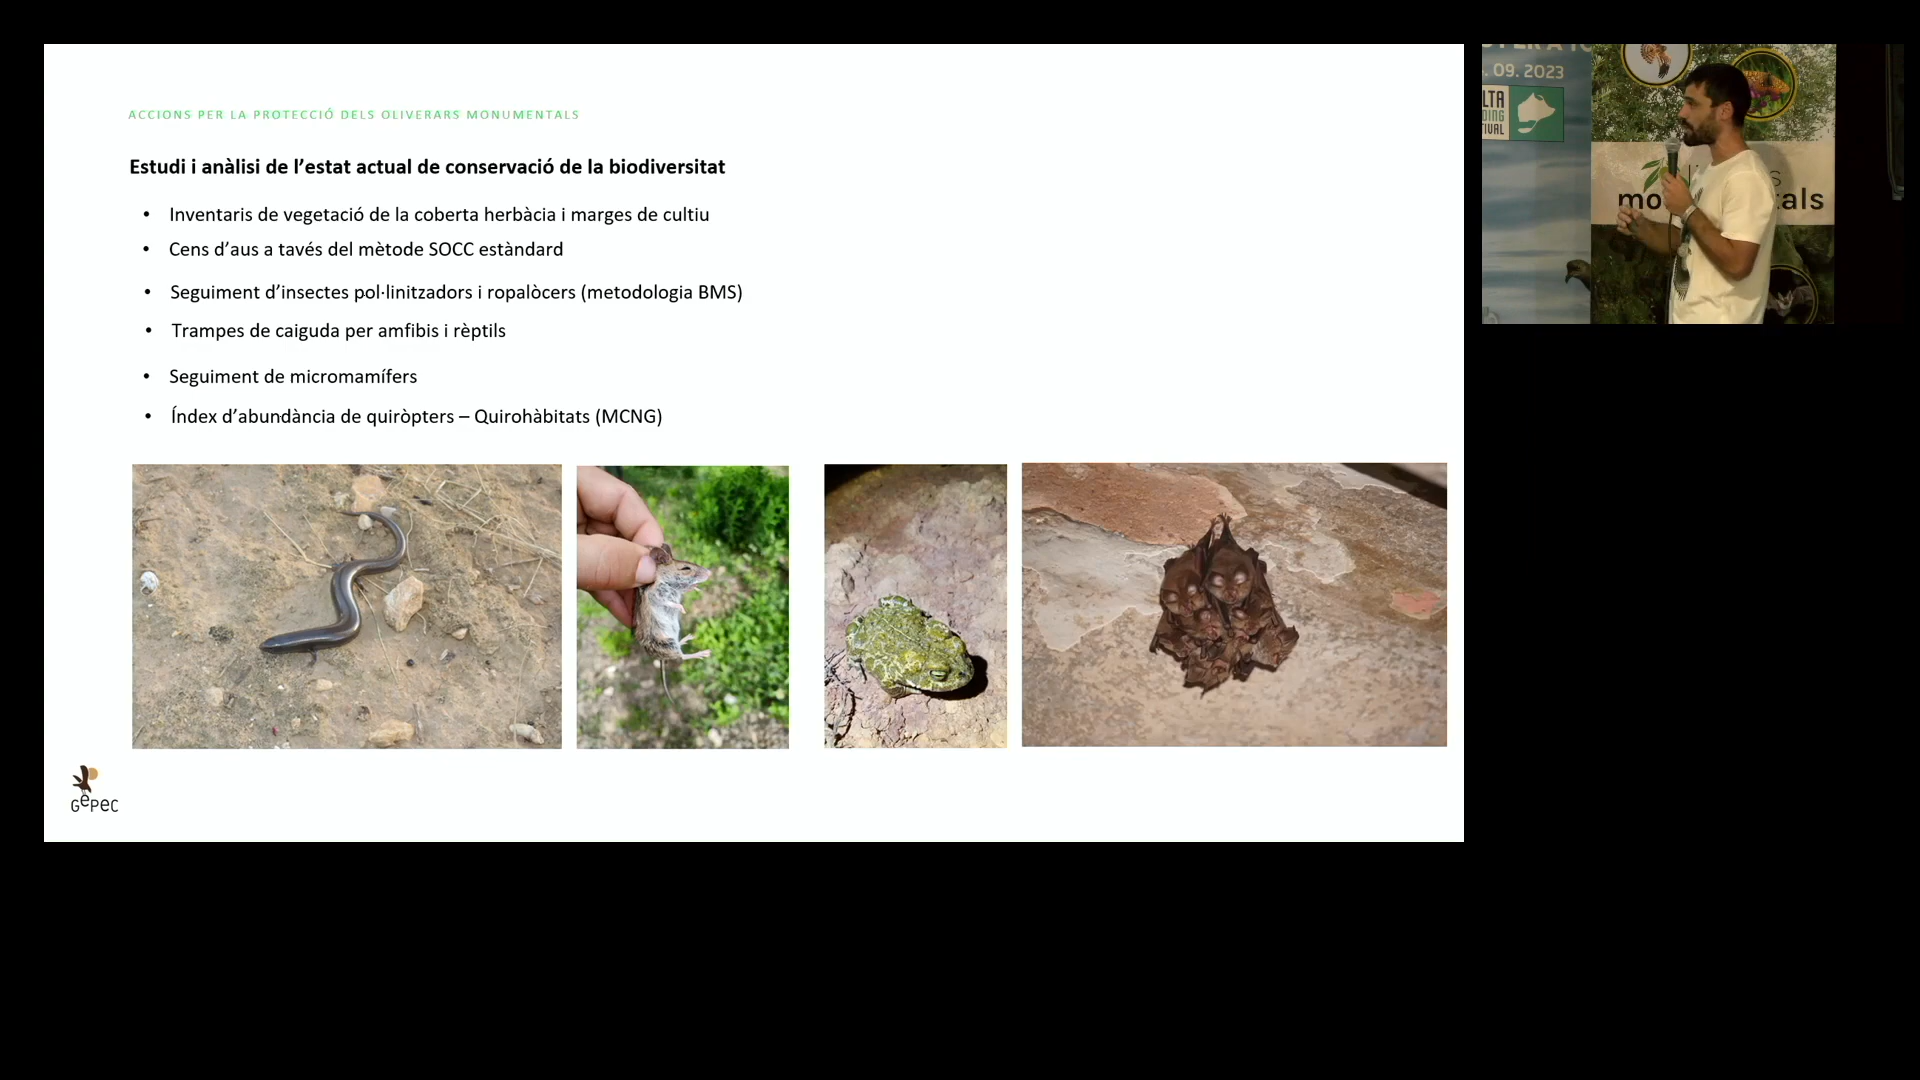 ACCIONS PER LA PROTECCIÓ DELS OLIVERARS MONUMENTALS
Estudi i anàlisi de l’estat actual de conservació de la biodiversitat
• Inventaris de vegetació de la coberta herbàcia i marges de cultiu
• Cens d’aus a tavés del mètode SOCC estàndard
• Seguiment d’insectes pol·linitzadors i ropalòcers (metodologia BMS)
• Trampes de caiguda per amfibis i rèptils
• Seguiment de micromamífers
• Índex d’abundància de quiròpters – Quirohàbitats (MCNG)
GePeC
. 09. 2023